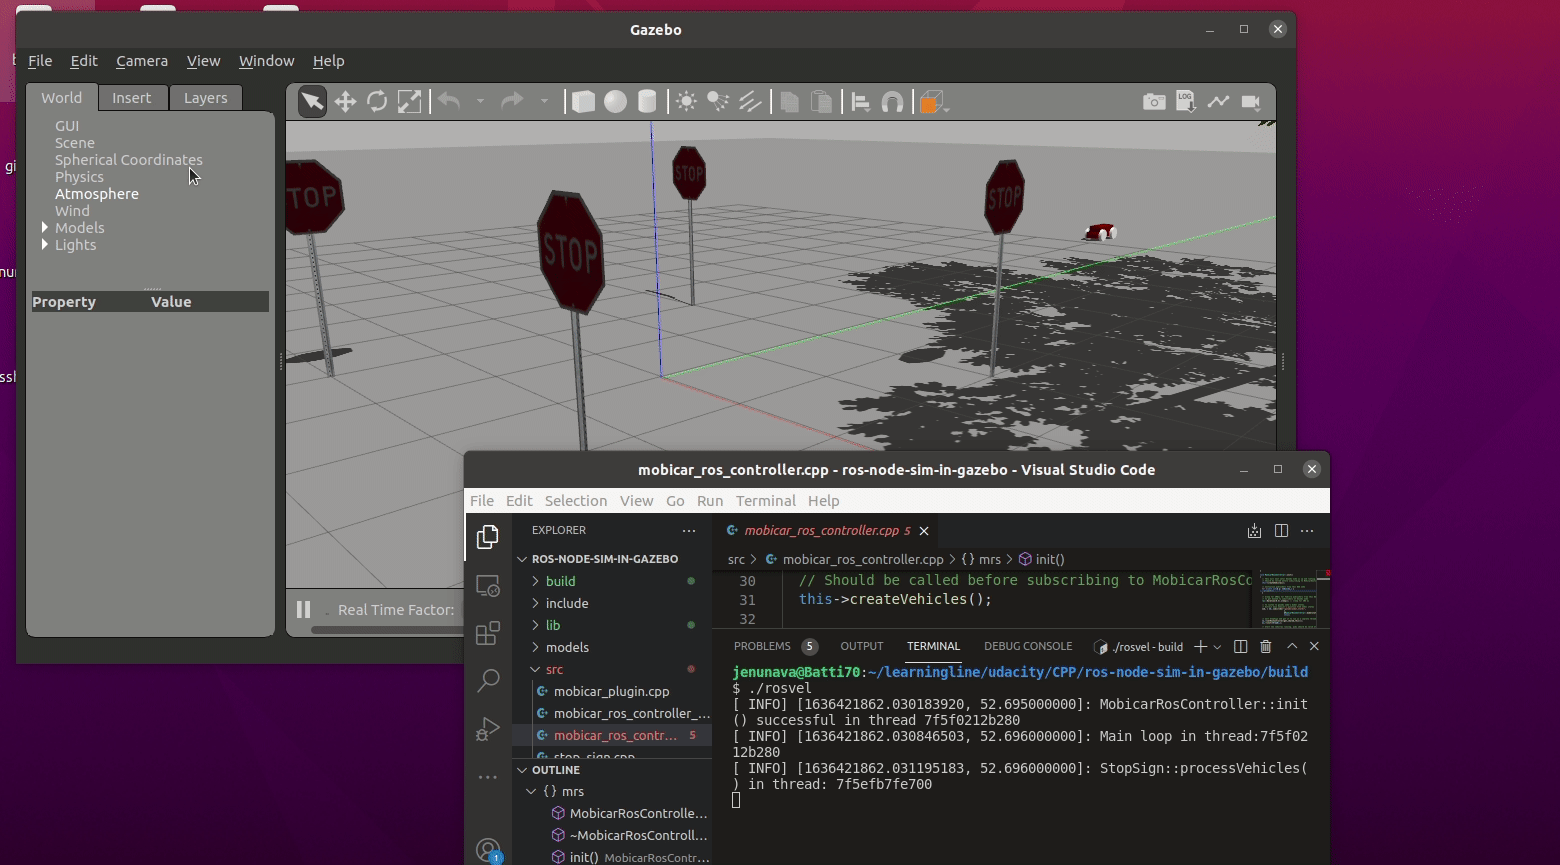 Gazebo
File Edit Camera View Window Help
World Insert Layers
LOG
GUI
Scene
Spherical Coordinates
Physics
Atmosphere
Wind
Models
Lights
Property Value
TOP
STOP
STOP
STOP
Real Time Factor:
mobicar_ros_controller.cpp - ros-node-sim-in-gazebo - Visual Studio Code
File Edit Selection View Go Run Terminal Help
EXPLORER
ROS-NODE-SIM-IN-GAZEBO
build
include
lib
models
src
mobicar_plugin.cpp
mobicar_ros_controller_...
mobicar_ros_contr... 5
stop_sign.cpp
OUTLINE
{} mrs
MobicarRosControlle...
~MobicarRosControll...
init() MobicarRosContr...
1
mobicar_ros_controller.cpp 5
src > mobicar_ros_controller.cpp > {} mrs > init()
30 // Should be called before subscribing to MobicarRosCo
31 this->createVehicles();
32
PROBLEMS 5 OUTPUT TERMINAL DEBUG CONSOLE ./rosvel - build
jenunava@Batti70:~/learningline/udacity/CPP/ros-node-sim-in-gazebo/build
$ ./rosvel
[ INFO] [1636421862.030183920, 52.695000000]: MobicarRosController::init
() successful in thread 7f5f0212b280
[ INFO] [1636421862.030846503, 52.696000000]: Main loop in thread:7f5f02
12b280
[ INFO] [1636421862.031195183, 52.696000000]: StopSign::processVehicles(
) in thread: 7f5efb7fe700